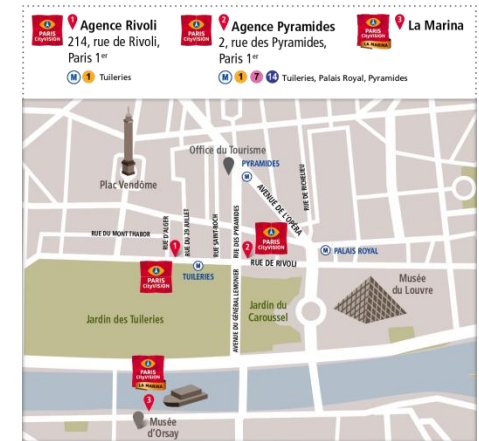 PARIS
CityVISION
1
Agence Rivoli
214, rue de Rivoli,
Paris 1er
M 1 Tuileries
PARIS
CityVISION
2
Agence Pyramides
2, rue des Pyramides,
Paris 1er
M 1 7 14 Tuileries, Palais Royal, Pyramides
PARIS
CityVISION
LA MARINA
3
La Marina
Office du Tourisme
PYRAMIDES
M
Plac Vendôme
AVENUE DE L'OPÉRA
RUE DE RICHELIEU
RUE DU MONT THABOR
RUE D'ALGER
RUE DU 29 JUILLET
RUE SAINT-ROCH
RUE DES PYRAMIDES
1
2
PARIS
CityVISION
M PALAIS ROYAL
RUE DE RIVOLI
PARIS
CityVISION
M
TUILERIES
Musée
du Louvre
Jardin des Tuileries
AVENUE DU GÉNÉRAL LEMONIER
Jardin du
Caroussel
PARIS
CityVISION
LA MARINA
3
Musée
d'Orsay